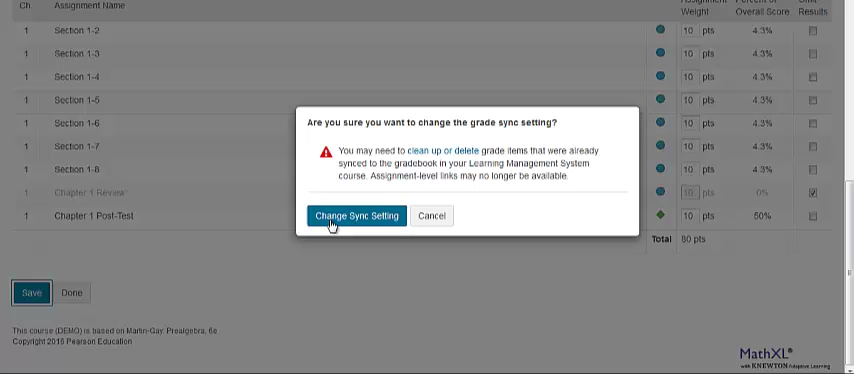 Ch. Assignment Name Assignment Weight Percent of Overall Score Omit Results
1 Section 1-2 10 pts 4.3%
1 Section 1-3 10 pts 4.3%
1 Section 1-4 10 pts 4.3%
1 Section 1-5 10 pts 4.3%
1 Section 1-6 10 pts 4.3%
1 Section 1-7 10 pts 4.3%
1 Section 1-8 10 pts 4.3%
1 Chapter 1 Review 10 pts 0%
1 Chapter 1 Post-Test 10 pts 50%
Total 80 pts
Are you sure you want to change the grade sync setting?
You may need to clean up or delete grade items that were already
synced to the gradebook in your Learning Management System
course. Assignment-level links may no longer be available.
Change Sync Setting Cancel
Save Done
This course (DEMO) is based on Martin-Gay: Prealgebra, 6e
Copyright 2015 Pearson Education
MathXL®
with KNEWTON Adaptive Learning